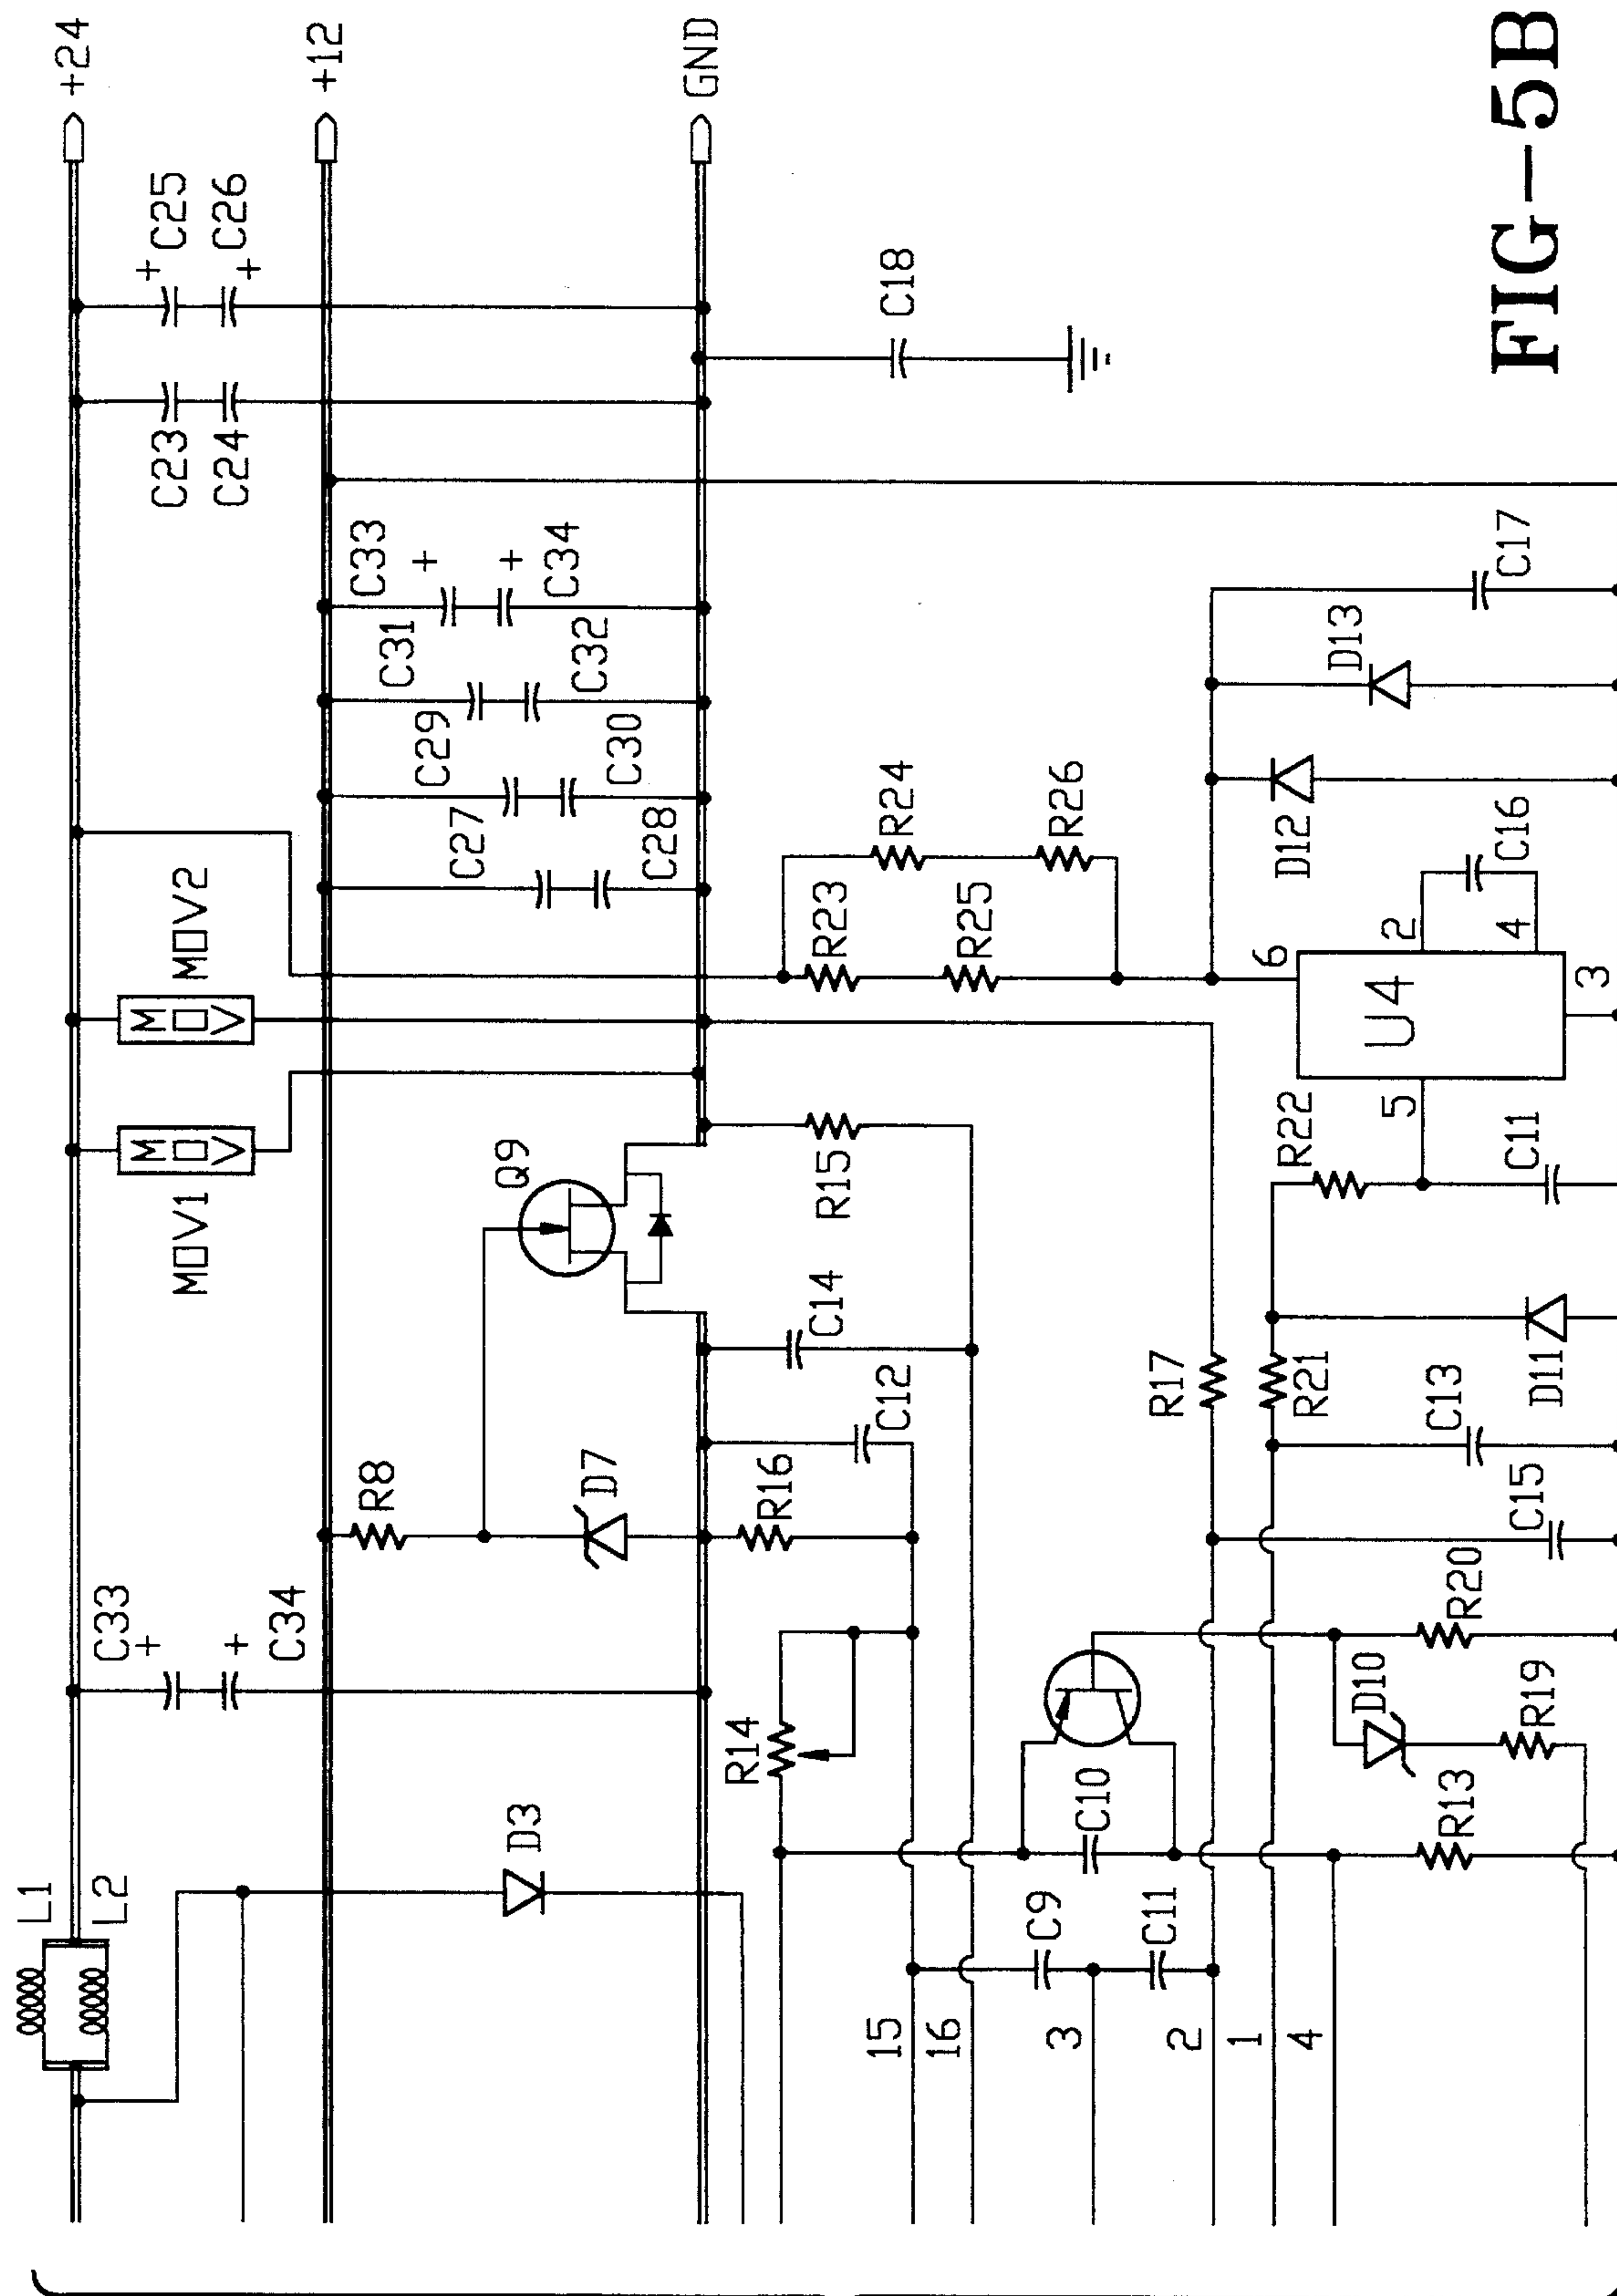 L1
L2
C33
+
+
C34
MOV1
MOV
MOV
MOV2
C23
C24
+
C25
C26
+
+24
+12
GND
D3
R8
D7
Q9
C27
C28
C29
C30
C31
C32
C33
+
+
C34
C18
R14
R16
C12
C14
R15
R23
R25
R24
R26
15
16
3
2
1
4
C9
C11
C10
R17
R21
R13
D10
R19
R20
C15
C13
D11
R22
C11
5
U4
6
2
4
3
C16
D12
D13
C17
FIG-5B